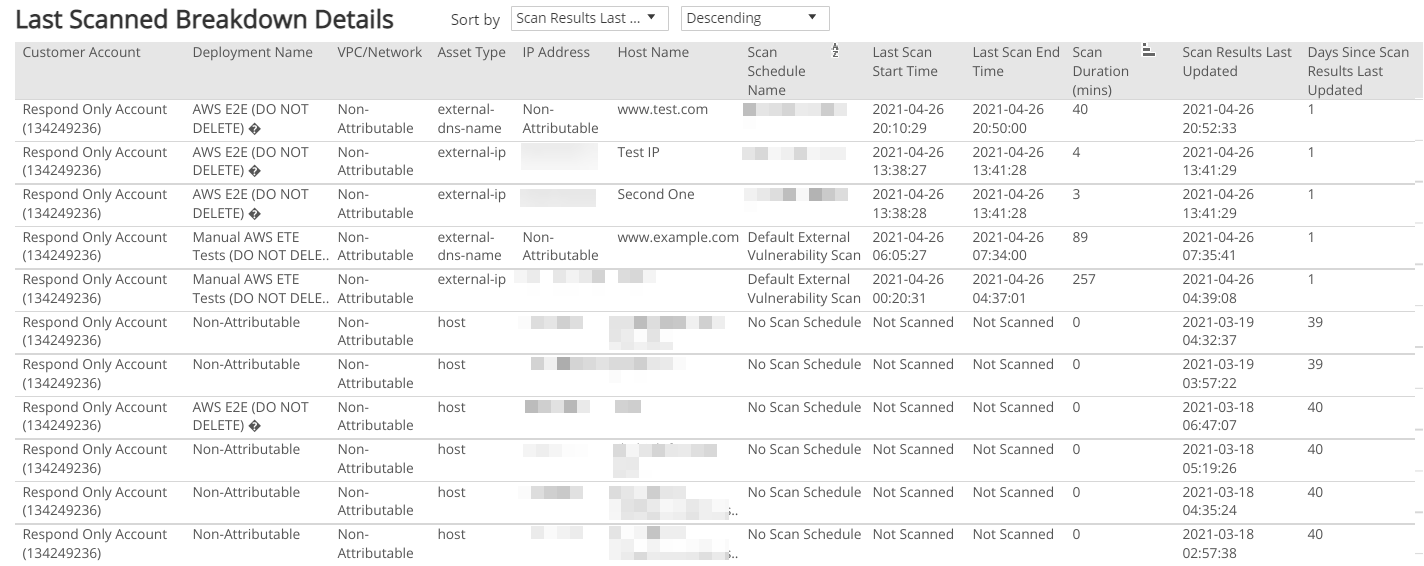 Last Scanned Breakdown Details
Sort by Scan Results Last ... Descending
Customer Account Deployment Name VPC/Network Asset Type IP Address Host Name Scan Schedule Name Last Scan Start Time Last Scan End Time Scan Duration (mins) Scan Results Last Updated Days Since Scan Results Last Updated
Respond Only Account AWS E2E (DO NOT Non- external- Non- www.test.com 2021-04-26 2021-04-26 40 2021-04-26 1
(134249236) DELETE) � Attributable dns-name Attributable 20:10:29 20:50:00 20:52:33
Respond Only Account AWS E2E (DO NOT Non- external-ip Test IP 2021-04-26 2021-04-26 4 2021-04-26 1
(134249236) DELETE) � Attributable 13:38:27 13:41:28 13:41:29
Respond Only Account AWS E2E (DO NOT Non- external-ip Second One 2021-04-26 2021-04-26 3 2021-04-26 1
(134249236) DELETE) � Attributable 13:38:28 13:41:28 13:41:29
Respond Only Account Manual AWS ETE Non- external- Non- www.example.com Default External 2021-04-26 2021-04-26 89 2021-04-26 1
(134249236) Tests (DO NOT DELE.. Attributable dns-name Attributable Vulnerability Scan 06:05:27 07:34:00 07:35:41
Respond Only Account Manual AWS ETE Non- external-ip Default External 2021-04-26 2021-04-26 257 2021-04-26 1
(134249236) Tests (DO NOT DELE.. Attributable Vulnerability Scan 00:20:31 04:37:01 04:39:08
Respond Only Account Non-Attributable Non- host No Scan Schedule Not Scanned Not Scanned 0 2021-03-19 39
(134249236) Attributable 04:32:37
Respond Only Account Non-Attributable Non- host No Scan Schedule Not Scanned Not Scanned 0 2021-03-19 39
(134249236) Attributable 03:57:22
Respond Only Account AWS E2E (DO NOT Non- host No Scan Schedule Not Scanned Not Scanned 0 2021-03-18 40
(134249236) DELETE) � Attributable 06:47:07
Respond Only Account Non-Attributable Non- host No Scan Schedule Not Scanned Not Scanned 0 2021-03-18 40
(134249236) Attributable 05:19:26
Respond Only Account Non-Attributable Non- host No Scan Schedule Not Scanned Not Scanned 0 2021-03-18 40
(134249236) Attributable 04:35:24
Respond Only Account Non-Attributable Non- host No Scan Schedule Not Scanned Not Scanned 0 2021-03-18 40
(134249236) Attributable 02:57:38